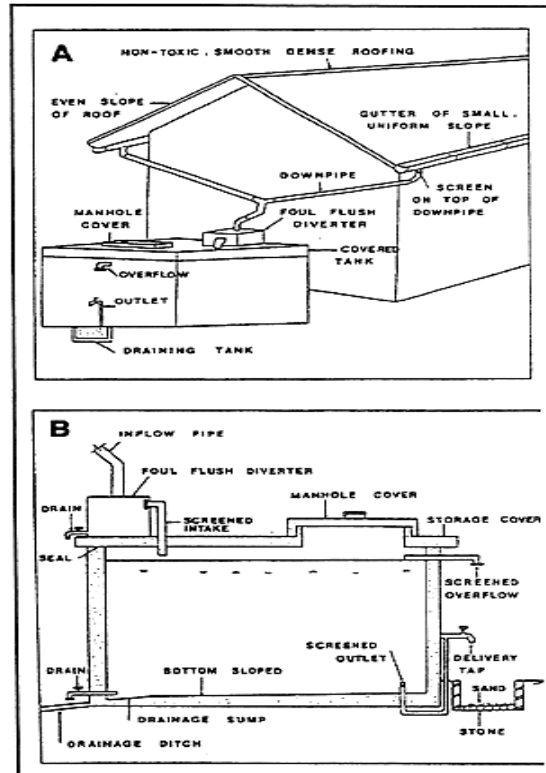 A
NON-TOXIC, SMOOTH DENSE ROOFING
EVEN SLOPE
OF ROOF
GUTTER OF SMALL,
UNIFORM SLOPE
DOWNPIPE
SCREEN
ON TOP OF
DOWNPIPE
MANHOLE
COVER
FOUL FLUSH
DIVERTER
COVERED
TANK
OVERFLOW
OUTLET
DRAINING TANK
B
INFLOW PIPE
FOUL FLUSH DIVERTER
MANHOLE COVER
DRAIN
SCREENED
INTAKE
STORAGE COVER
SEAL
SCREENED
OVERFLOW
SCREENED
OUTLET
DELIVERY
TAP
DRAIN
BOTTOM SLOPED
SAND
DRAINAGE SUMP
STONE
DRAINAGE DITCH